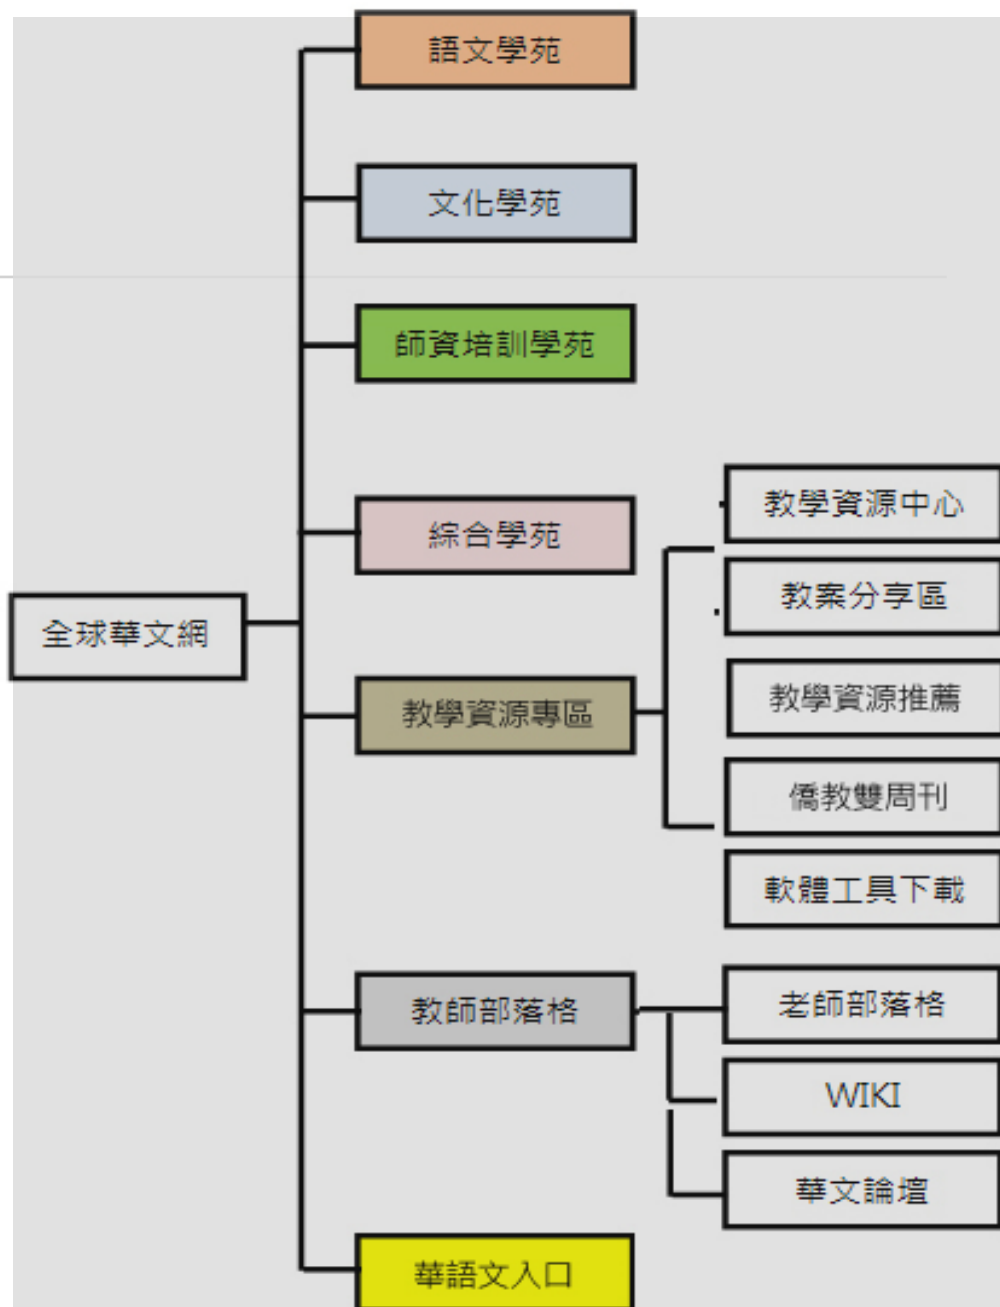 語文學苑
文化學苑
師資培訓學苑
綜合學苑
教學資源中心
教案分享區
全球華文網
教學資源推薦
教學資源專區
僑教雙周刊
軟體工具下載
教師部落格
老師部落格
WIKI
華文論壇
華語文入口